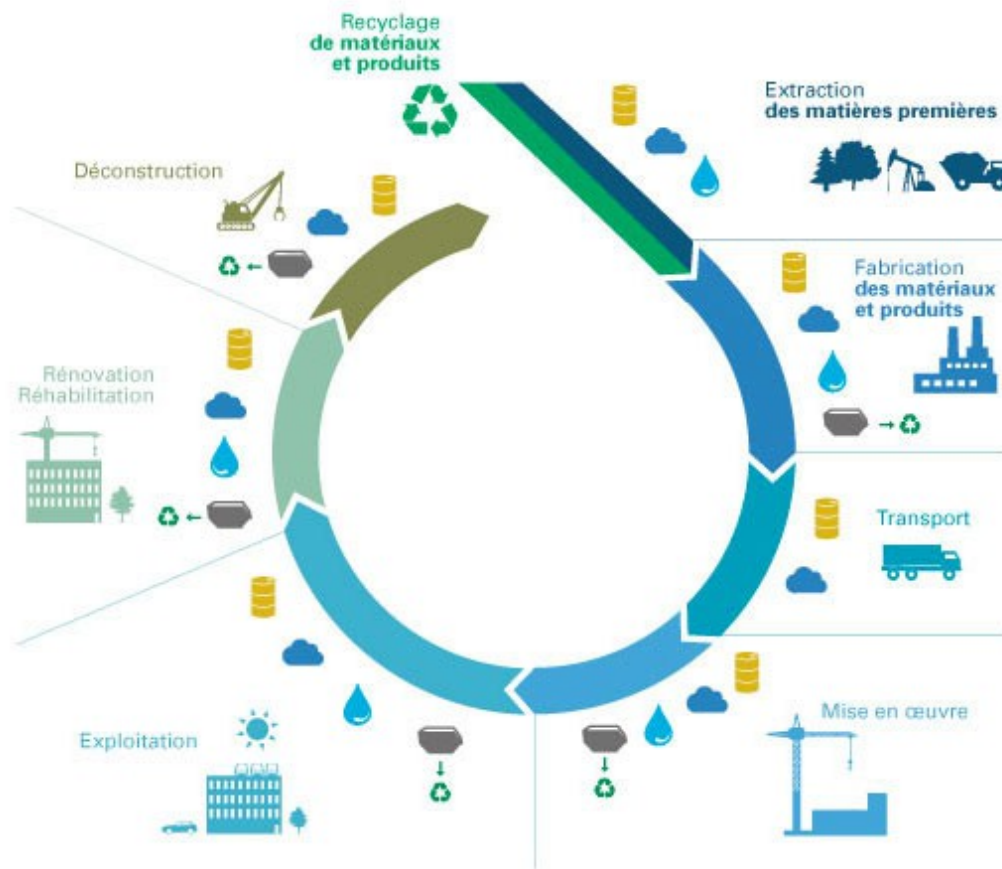 Recyclage
de matériaux
et produits
Extraction
des matières premières
Fabrication
des matériaux
et produits
Transport
Mise en œuvre
Exploitation
Rénovation
Réhabilitation
Déconstruction